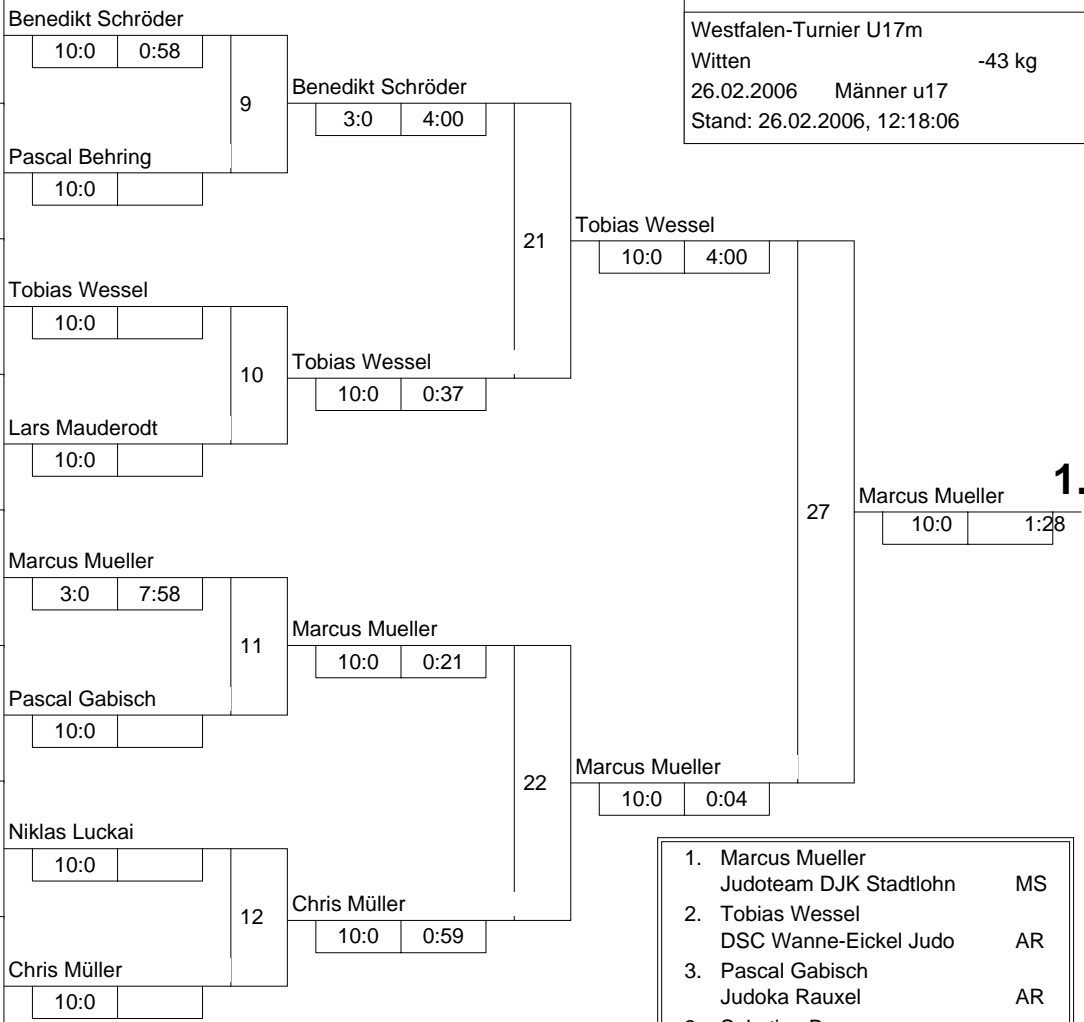 Westfalen-Turnier U17m
Witten -43 kg
26.02.2006 Männer u17
Stand: 26.02.2006, 12:18:06
Benedikt Schröder
10:0 0:58
9
Pascal Behring
10:0
Tobias Wessel
10:0
10
Lars Mauderodt
10:0
Marcus Mueller
3:0 7:58
11
Pascal Gabisch
10:0
Niklas Luckai
10:0
12
Chris Müller
10:0
Benedikt Schröder
3:0 4:00
21
Tobias Wessel
10:0 0:37
Marcus Mueller
10:0 0:21
22
Chris Müller
10:0 0:59
Tobias Wessel
10:0 4:00
27
Marcus Mueller
10:0 0:04
Marcus Mueller 1.
10:0 1:28
1. Marcus Mueller
Judoteam DJK Stadtlohn MS
2. Tobias Wessel
DSC Wanne-Eickel Judo AR
3. Pascal Gabisch
Judoka Rauxel AR